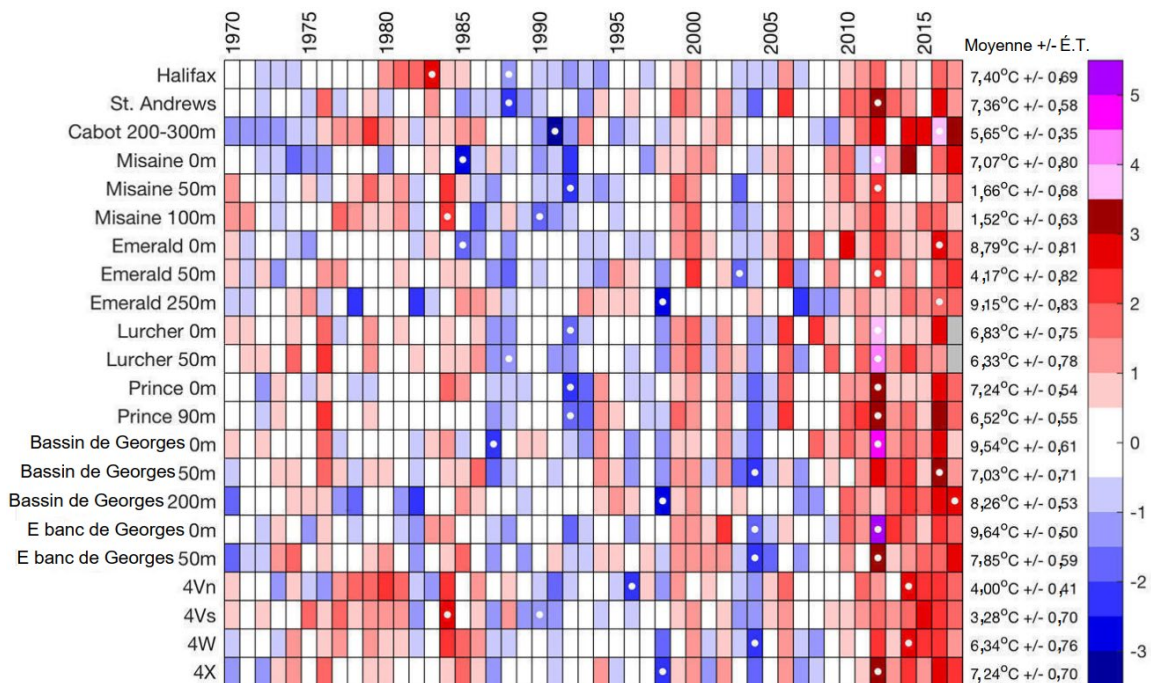 1970 1975 1980 1985 1990 1995 2000 2005 2010 2015
Moyenne +/- É.T.
Halifax 7,40°C +/- 0,69
St. Andrews 7,36°C +/- 0,58
Cabot 200-300m 5,65°C +/- 0,35
Misaine 0m 7,07°C +/- 0,80
Misaine 50m 1,66°C +/- 0,68
Misaine 100m 1,52°C +/- 0,63
Emerald 0m 8,79°C +/- 0,81
Emerald 50m 4,17°C +/- 0,82
Emerald 250m 9,15°C +/- 0,83
Lurcher 0m 6,83°C +/- 0,75
Lurcher 50m 6,33°C +/- 0,78
Prince 0m 7,24°C +/- 0,54
Prince 90m 6,52°C +/- 0,55
Bassin de Georges 0m 9,54°C +/- 0,61
Bassin de Georges 50m 7,03°C +/- 0,71
Bassin de Georges 200m 8,26°C +/- 0,53
E banc de Georges 0m 9,64°C +/- 0,50
E banc de Georges 50m 7,85°C +/- 0,59
4Vn 4,00°C +/- 0,41
4Vs 3,28°C +/- 0,70
4W 6,34°C +/- 0,76
4X 7,24°C +/- 0,70
5
4
3
2
1
0
-1
-2
-3